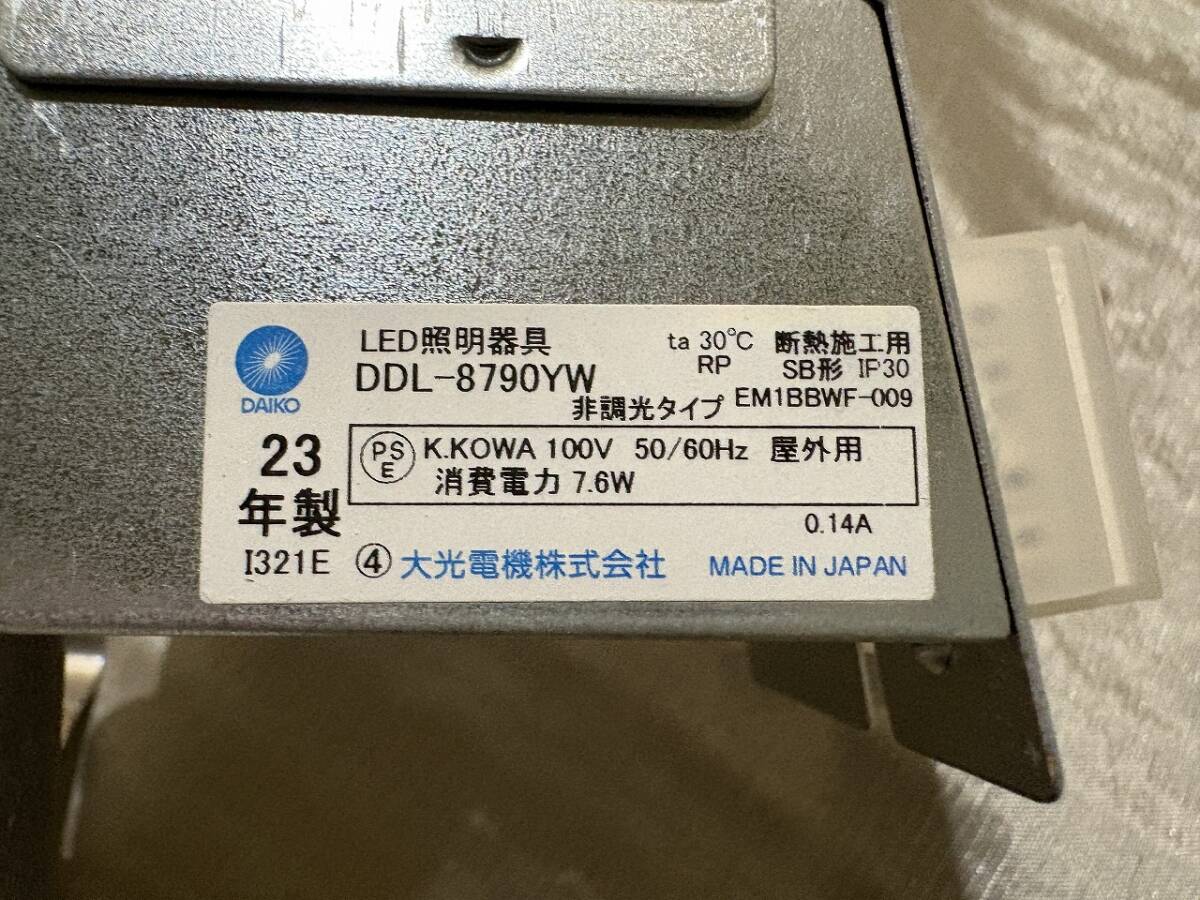 LED照明器具
ta 30℃ 断熱施工用
DDL-8790YW
RP SB形 IP30
DAIKO
非調光タイプ EM1BBWF-009
23
年製
PS
E
K.KOWA 100V 50/60Hz 屋外用
消費電力 7.6W
0.14A
I321E ④ 大光電機株式会社 MADE IN JAPAN